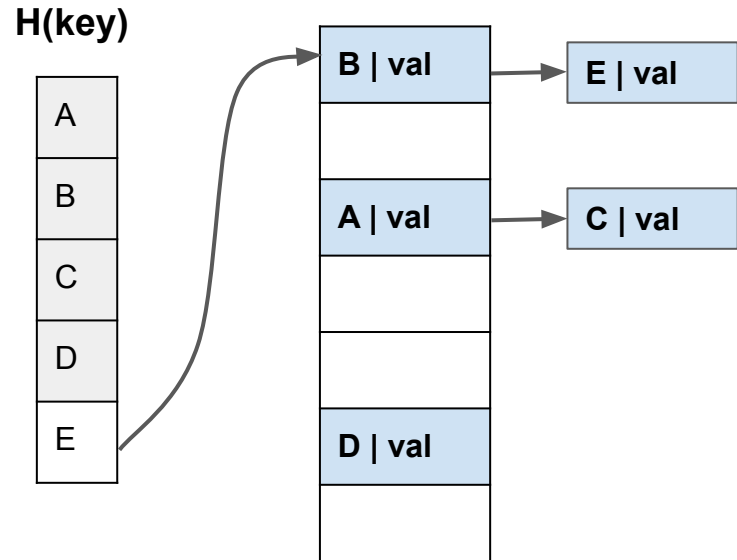 H(key)
A
B
C
D
E
B | val
A | val
D | val
E | val
C | val